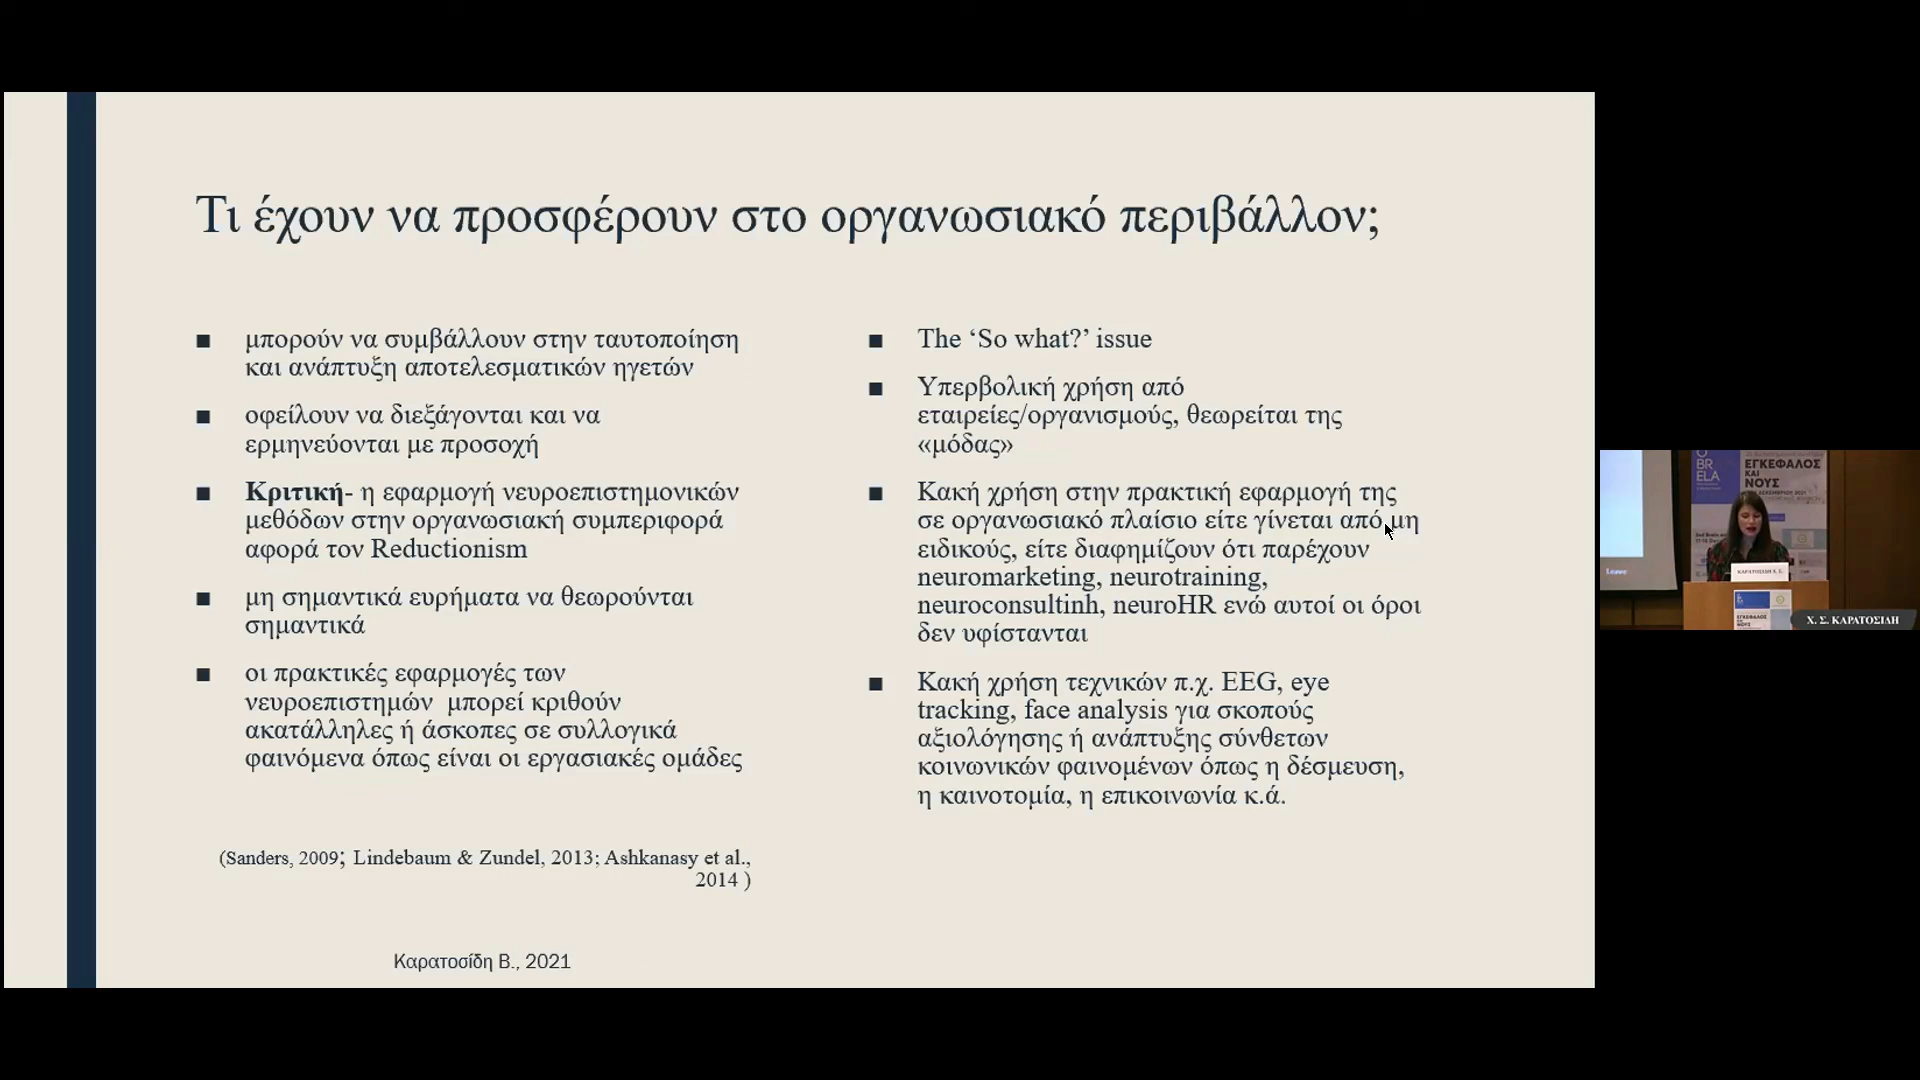 Τι έχουν να προσφέρουν στο οργανωσιακό περιβάλλον;
■ μπορούν να συμβάλλουν στην ταυτοποίηση
και ανάπτυξη αποτελεσματικών ηγετών
■ οφείλουν να διεξάγονται και να
ερμηνεύονται με προσοχή
■ Κριτική- η εφαρμογή νευροεπιστημονικών
μεθόδων στην οργανωσιακή συμπεριφορά
αφορά τον Reductionism
■ μη σημαντικά ευρήματα να θεωρούνται
σημαντικά
■ οι πρακτικές εφαρμογές των
νευροεπιστημών μπορεί κριθούν
ακατάλληλες ή άσκοπες σε συλλογικά
φαινόμενα όπως είναι οι εργασιακές ομάδες
(Sanders, 2009; Lindebaum & Zundel, 2013; Ashkanasy et al.,
2014 )
■ The ‘So what?’ issue
■ Υπερβολική χρήση από
εταιρείες/οργανισμούς, θεωρείται της
«μόδας»
■ Κακή χρήση στην πρακτική εφαρμογή της
σε οργανωσιακό πλαίσιο είτε γίνεται από μη
ειδικούς, είτε διαφημίζουν ότι παρέχουν
neuromarketing, neurotraining,
neuroconsultinh, neuroHR ενώ αυτοί οι όροι
δεν υφίστανται
■ Κακή χρήση τεχνικών π.χ. EEG, eye
tracking, face analysis για σκοπούς
αξιολόγησης ή ανάπτυξης σύνθετων
κοινωνικών φαινομένων όπως η δέσμευση,
η καινοτομία, η επικοινωνία κ.ά.
Καρατοσίδη Β., 2021
BR
ELA
ΕΓΚΕΦΑΛΟΣ
ΚΑΙ
ΝΟΥΣ
ΚΑΡΑΤΟΣΙΔΗ Χ. Σ.
Χ. Σ. ΚΑΡΑΤΟΣΙΔΗ